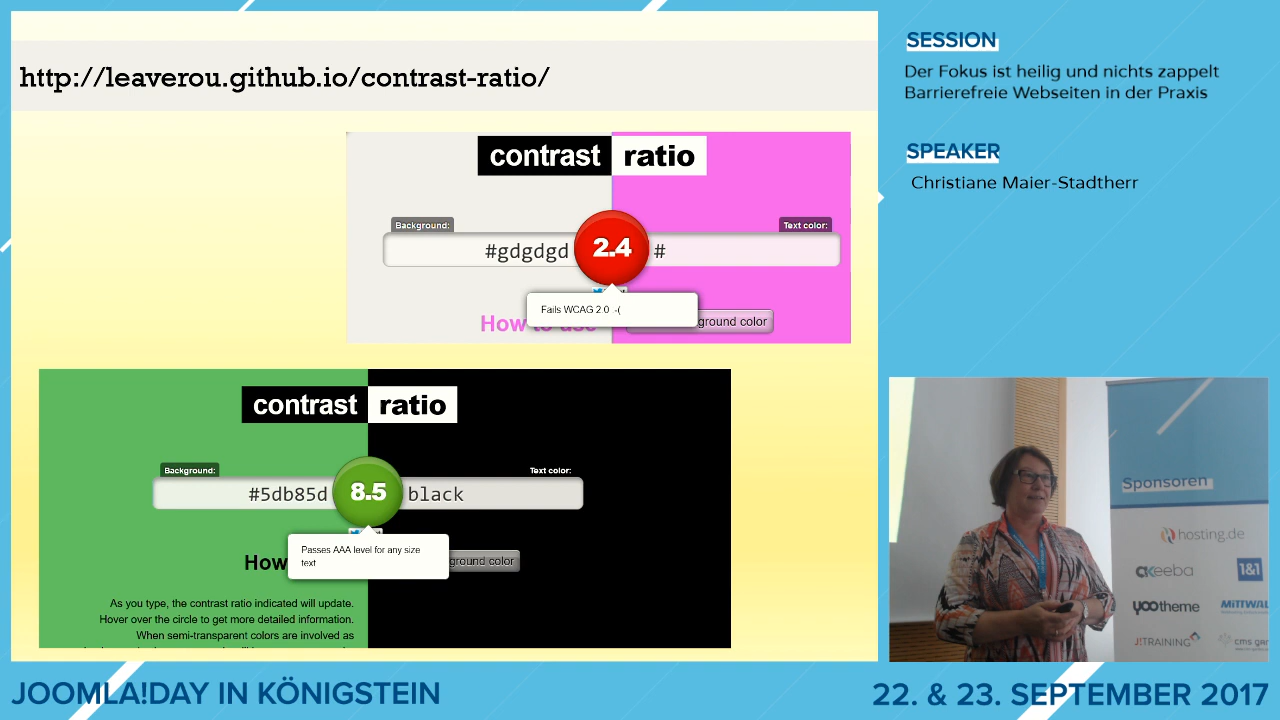 http://leaverou.github.io/contrast-ratio/
contrast ratio
Background:
Text color:
#gdgdgd 2.4 #
Fails WCAG 2.0 :-(
How to use
ground color
contrast ratio
Background:
Text color:
#5db85d 8.5 black
Passes AAA level for any size
text
How
ground color
As you type, the contrast ratio indicated will update.
Hover over the circle to get more detailed information.
When semi-transparent colors are involved as
SESSION
Der Fokus ist heilig und nichts zappelt
Barrierefreie Webseiten in der Praxis
SPEAKER
Christiane Maier-Stadtherr
Sponsoren
hosting.de
akeeba
1&1
yootheme
MITTWAL
J!TRAINING
cms gar
JOOMLA!DAY IN KÖNIGSTEIN
22. & 23. SEPTEMBER 2017